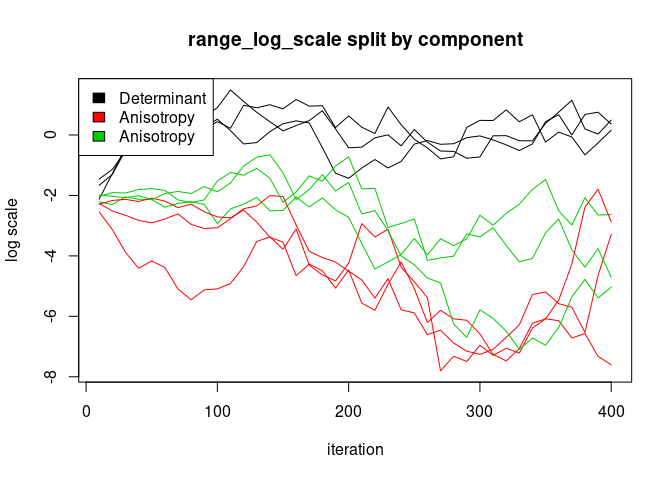 range_log_scale split by component
Determinant
Anisotropy
Anisotropy
log scale
0
-2
-4
-6
-8
0 100 200 300 400
iteration